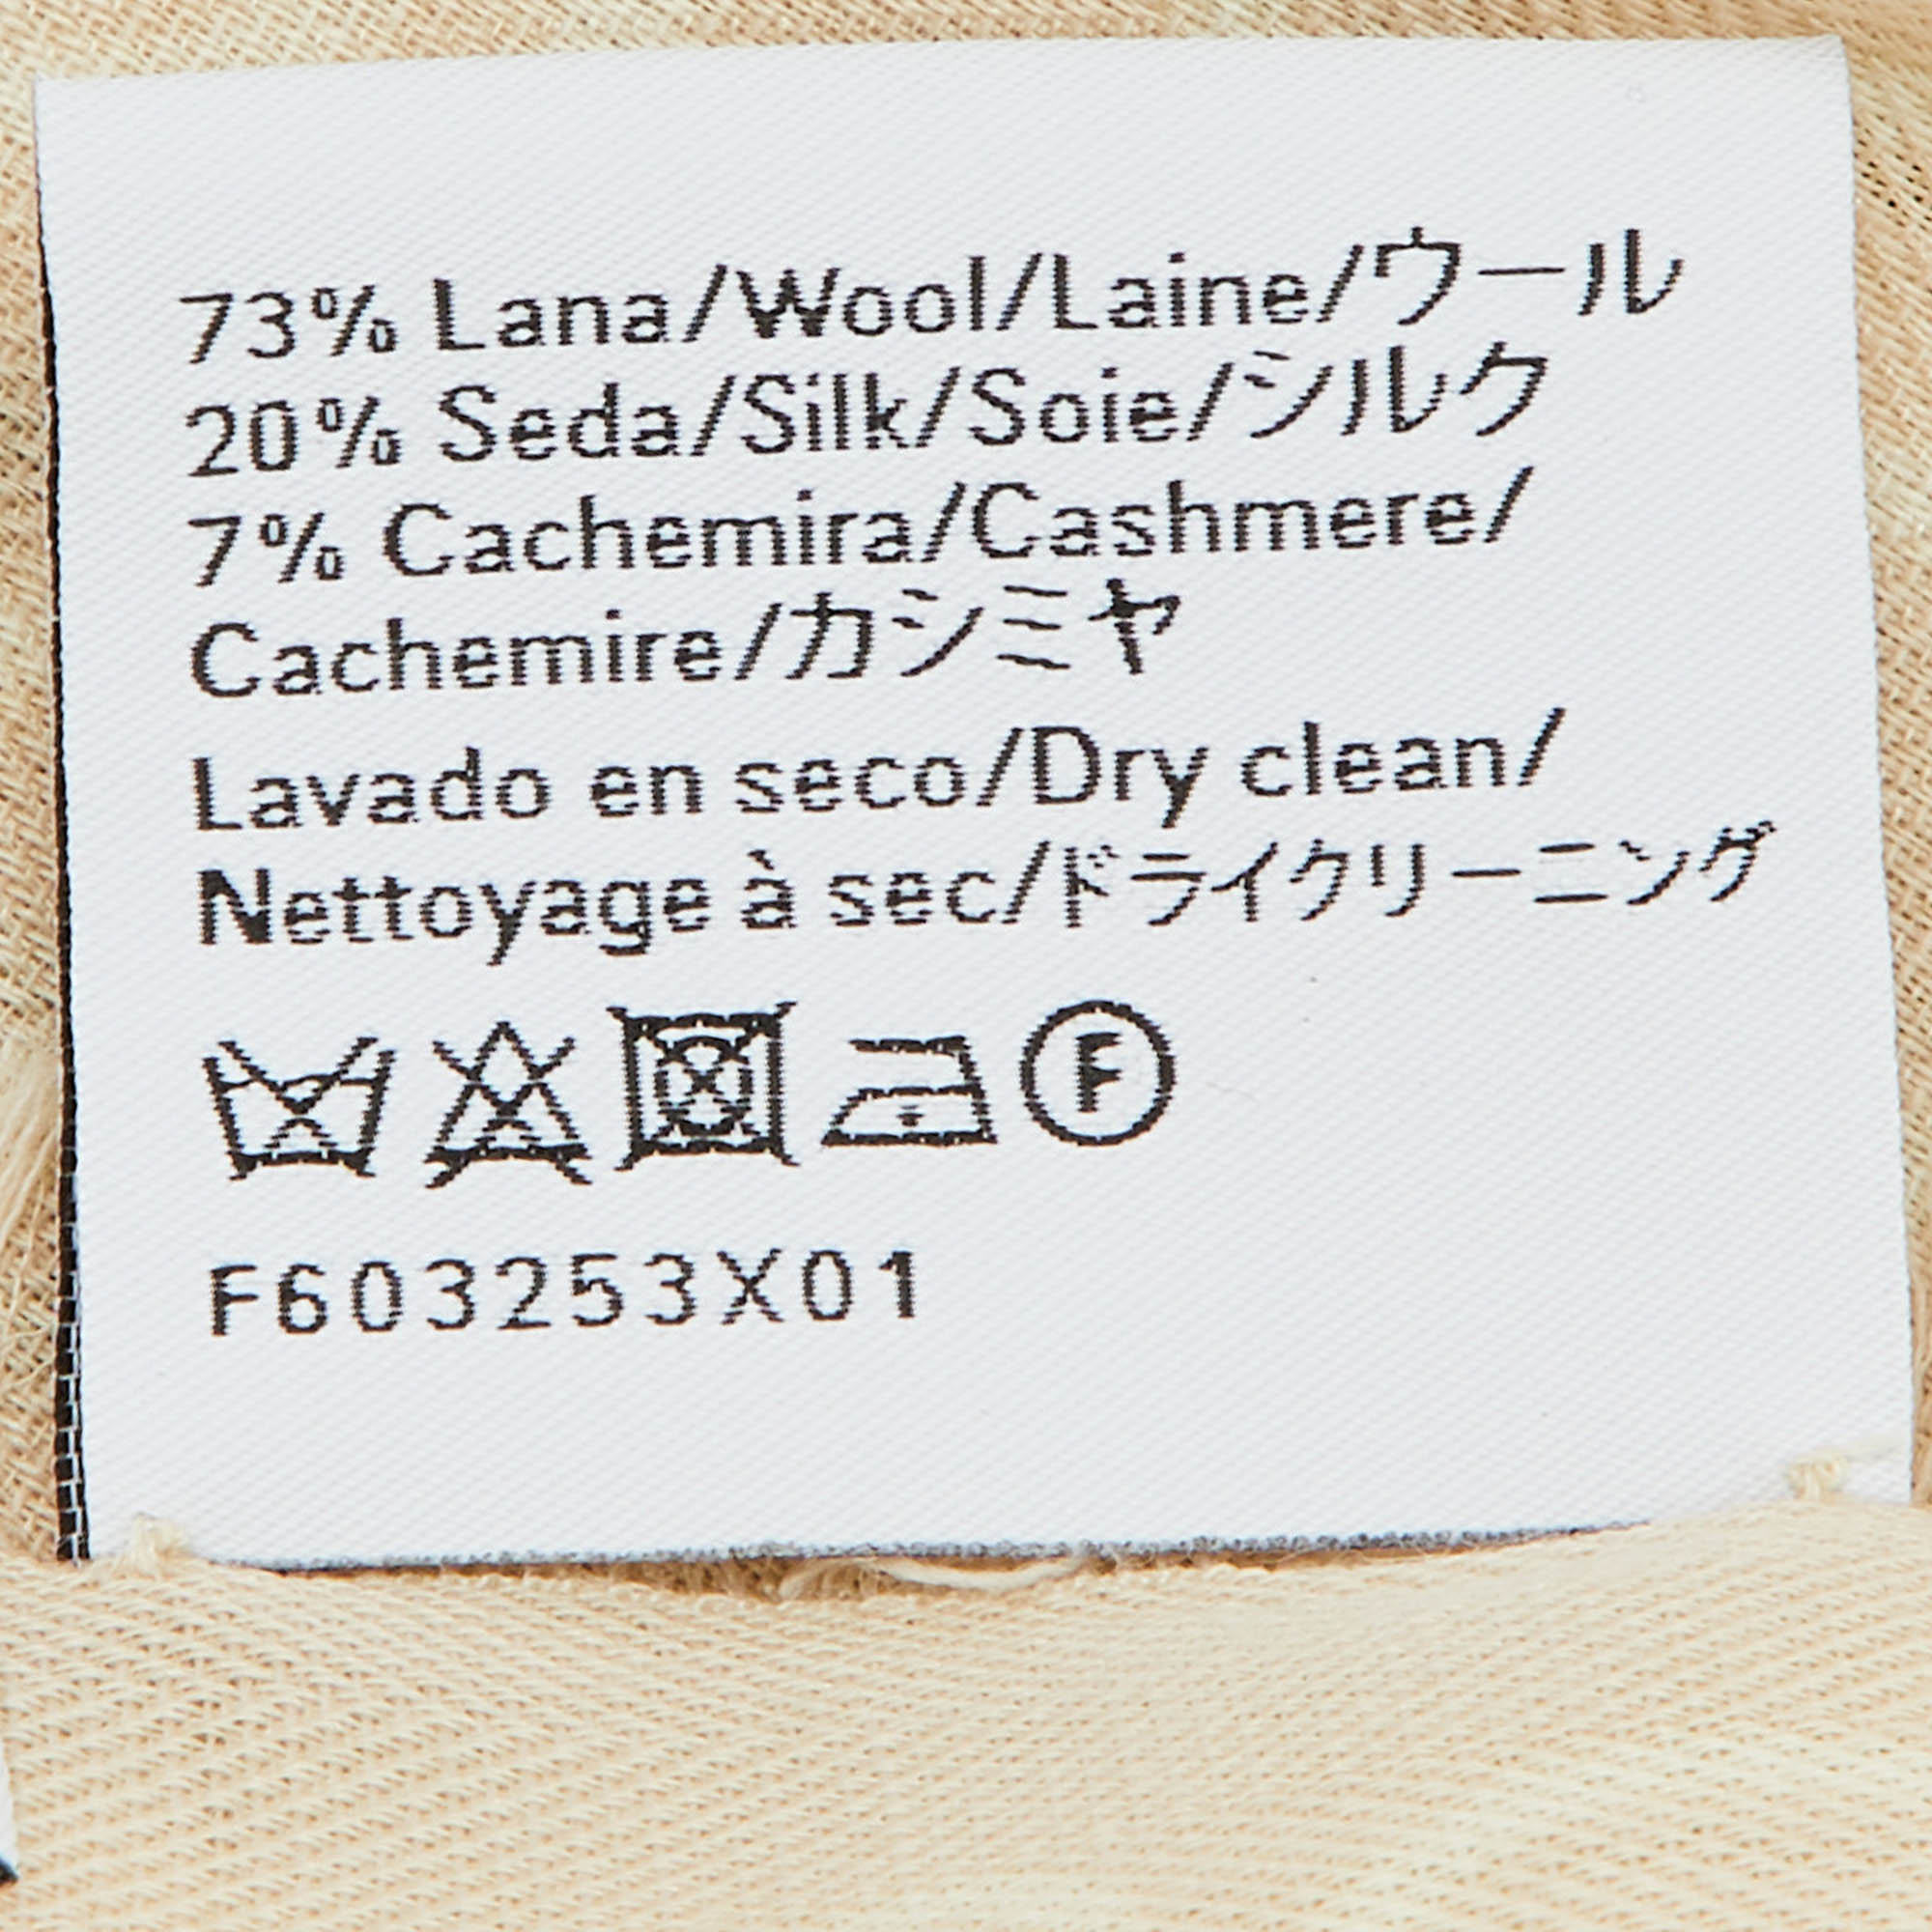 73% Lana/Wool/Laine/ウール
20% Seda/Silk/Soie/シルク
7% Cachemira/Cashmere/
Cachemire/カシミヤ
Lavado en seco/Dry clean/
Nettoyage à sec/ドライクリーニング
F
F603253X01